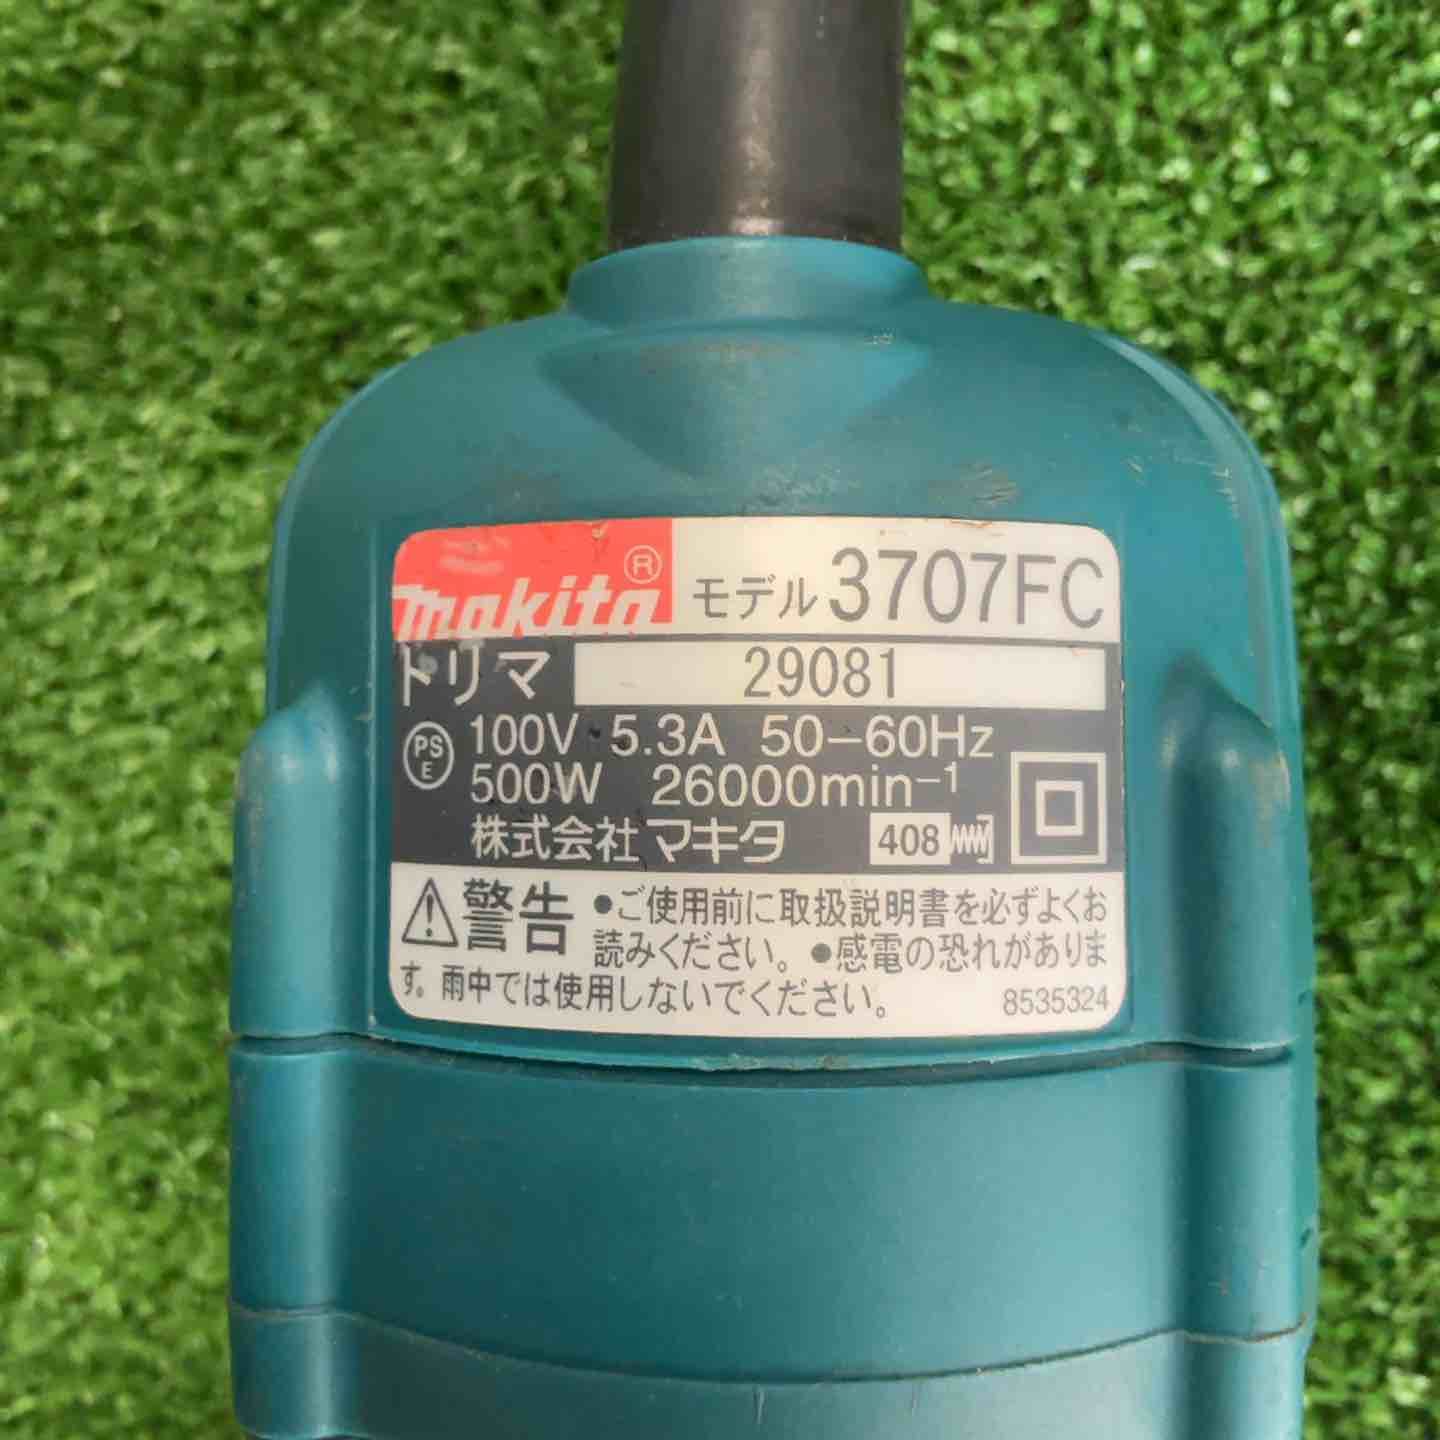 makita® モデル 3707FC
トリマ 29081
PSE 100V 5.3A 50-60Hz
500W 26000min⁻¹
株式会社マキタ 408
⚠警告 ●ご使用前に取扱説明書を必ずよくお
読みください。●感電の恐れがありま
す。雨中では使用しないでください。 8535324